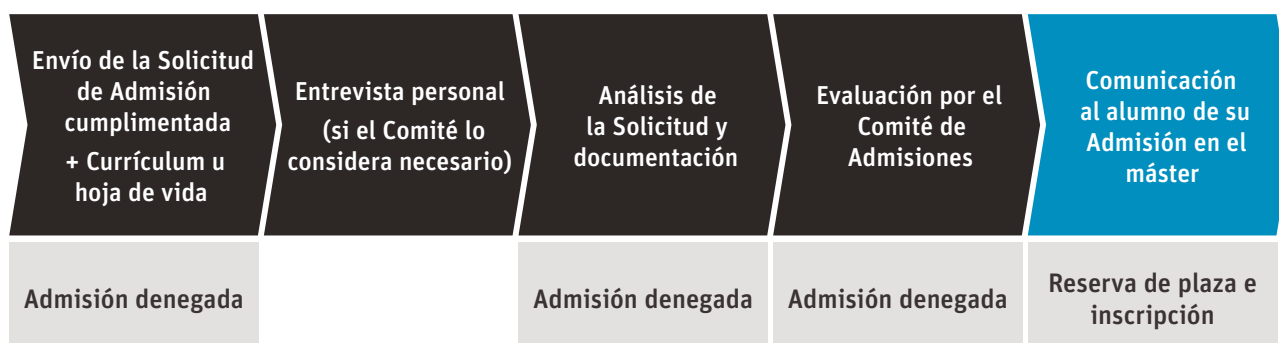 Envío de la Solicitud
de Admisión
cumplimentada
+ Currículum u
hoja de vida
Entrevista personal
(si el Comité lo
considera necesario)
Análisis de
la Solicitud y
documentación
Evaluación por el
Comité de
Admisiones
Comunicación
al alumno de su
Admisión en el
máster
Admisión denegada
Admisión denegada
Admisión denegada
Reserva de plaza e
inscripción